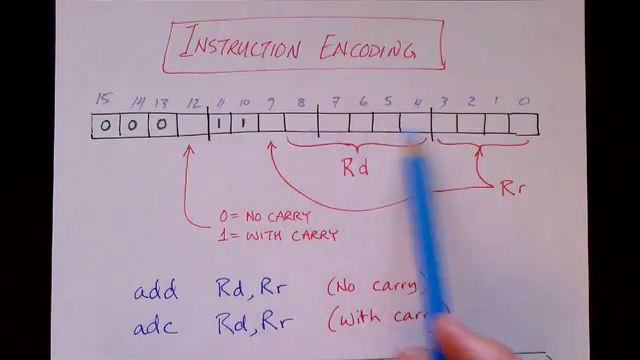 INSTRUCTION ENCODING
15 14 13 12 11 10 9 8 7 6 5 4 3 2 1 0
0 0 0 1 1
Rd
Rr
0 = NO CARRY
1 = WITH CARRY
add Rd, Rr (No carry)
adc Rd, Rr (With carr